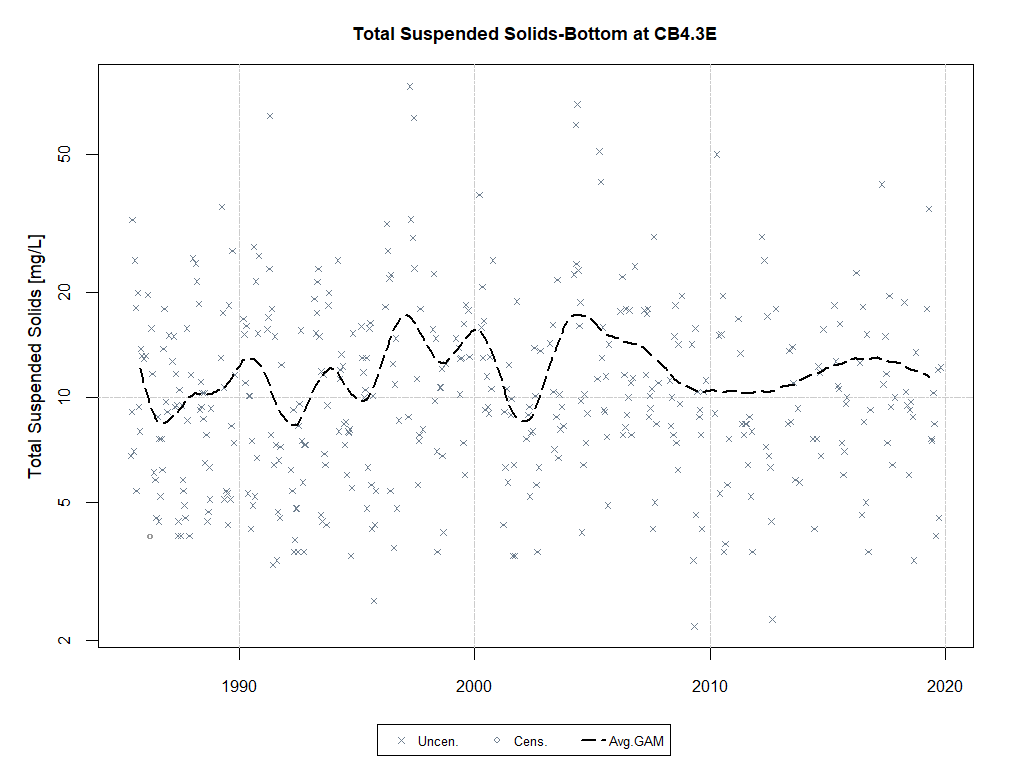 Total Suspended Solids-Bottom at CB4.3E
Total Suspended Solids [mg/L]
50
20
10
5
2
1990 2000 2010 2020
Uncen. Cens. Avg.GAM